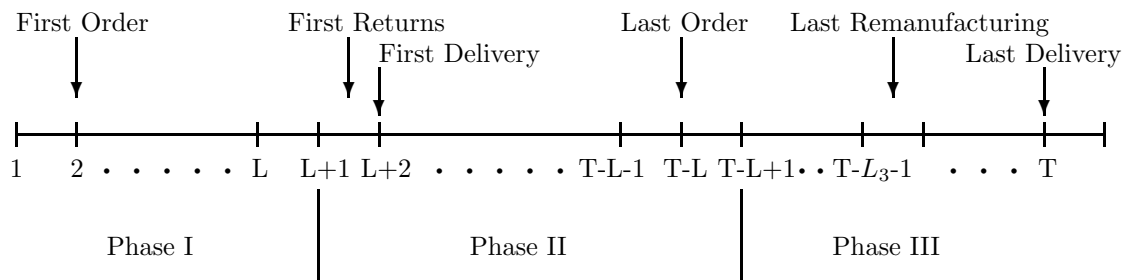 First Order First Returns Last Order Last Remanufacturing
First Delivery Last Delivery
1 2 . . . . . L L+1 L+2 . . . . . T-L-1 T-L T-L+1 . . T-L₃-1 . . . T
Phase I Phase II Phase III